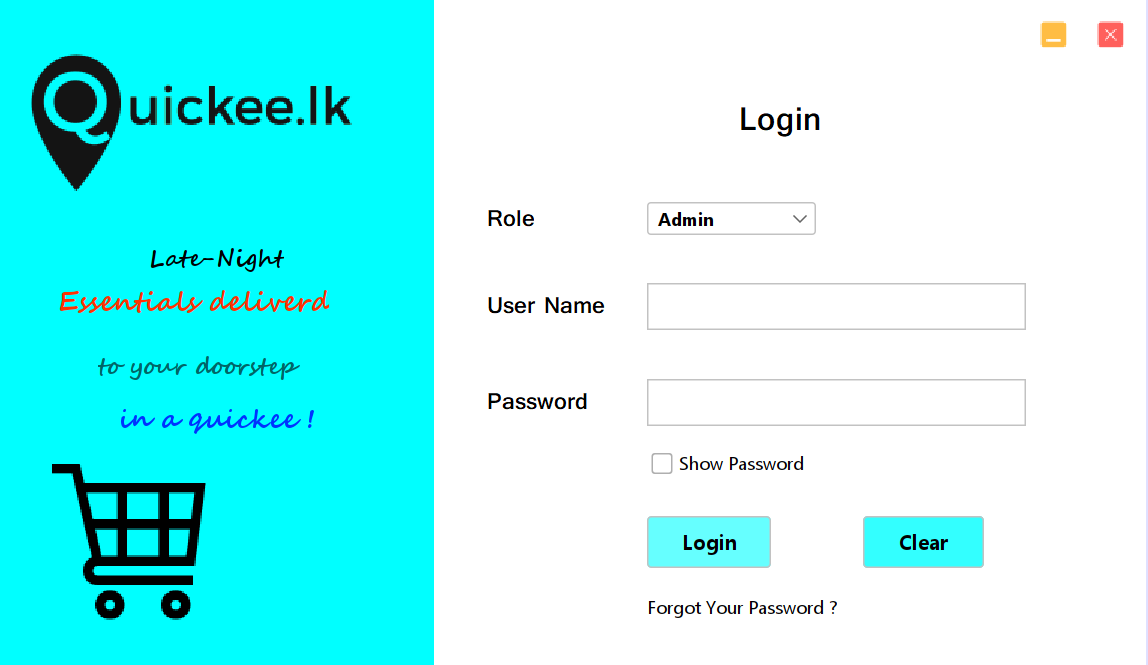 Quickee.lk
Late-Night
Essentials deliverd
to your doorstep
in a quickee !
Login
Role
Admin
User Name
Password
Show Password
Login
Clear
Forgot Your Password ?